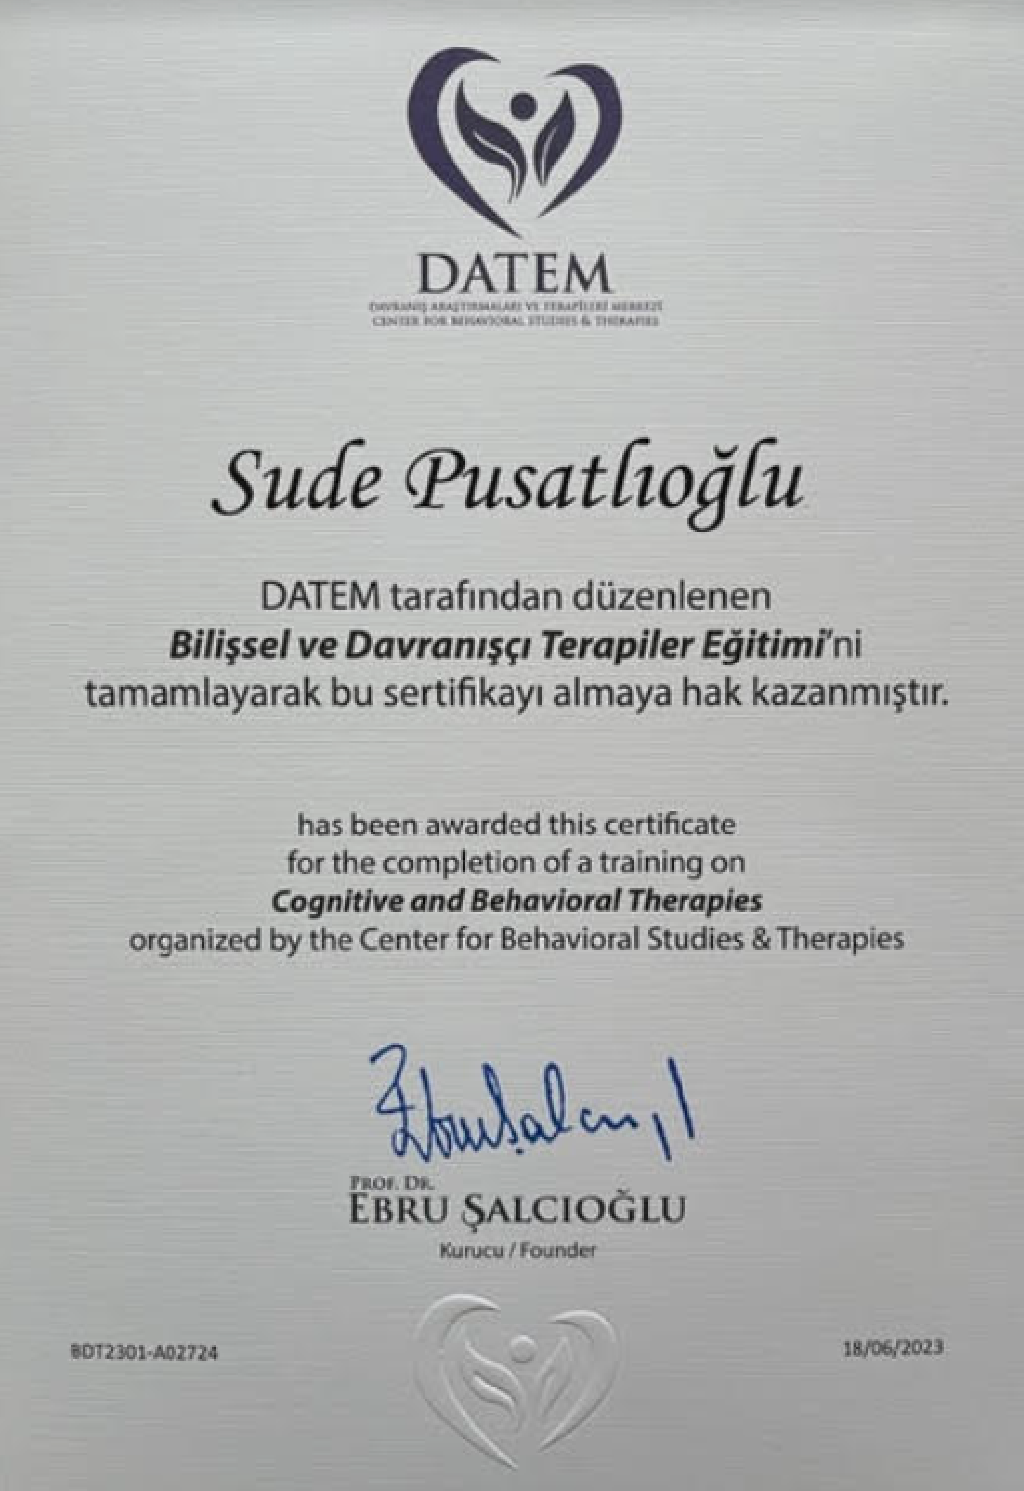 DATEM
DAVRANIŞ ARAŞTIRMALARI VE TERAPİLERİ MERKEZİ
CENTER FOR BEHAVIORAL STUDIES & THERAPIES
Sude Pusatlıoğlu
DATEM tarafından düzenlenen
Bilişsel ve Davranışçı Terapiler Eğitimi'ni
tamamlayarak bu sertifikayı almaya hak kazanmıştır.
has been awarded this certificate
for the completion of a training on
Cognitive and Behavioral Therapies
organized by the Center for Behavioral Studies & Therapies
PROF. DR.
EBRU ŞALCIOĞLU
Kurucu / Founder
BDT2301-A02724
18/06/2023